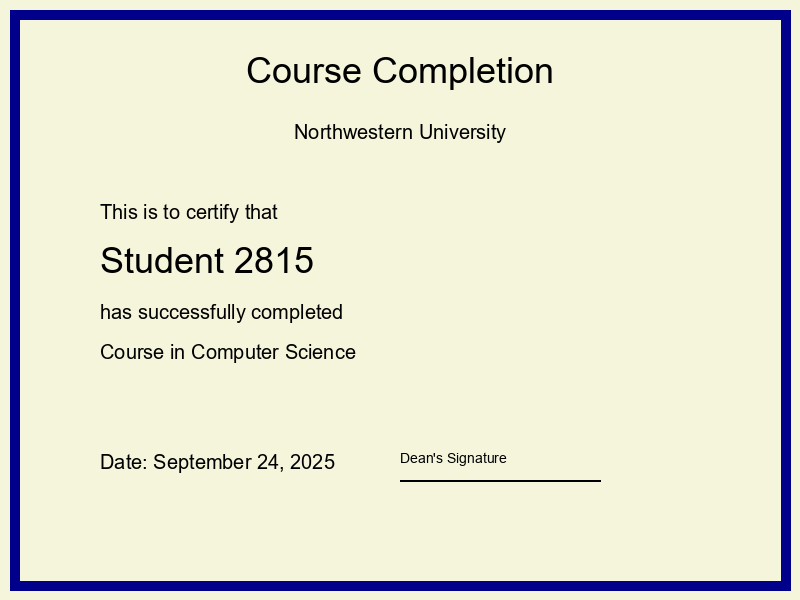 Course Completion
Northwestern University
This is to certify that
Student 2815
has successfully completed
Course in Computer Science
Date: September 24, 2025
Dean's Signature